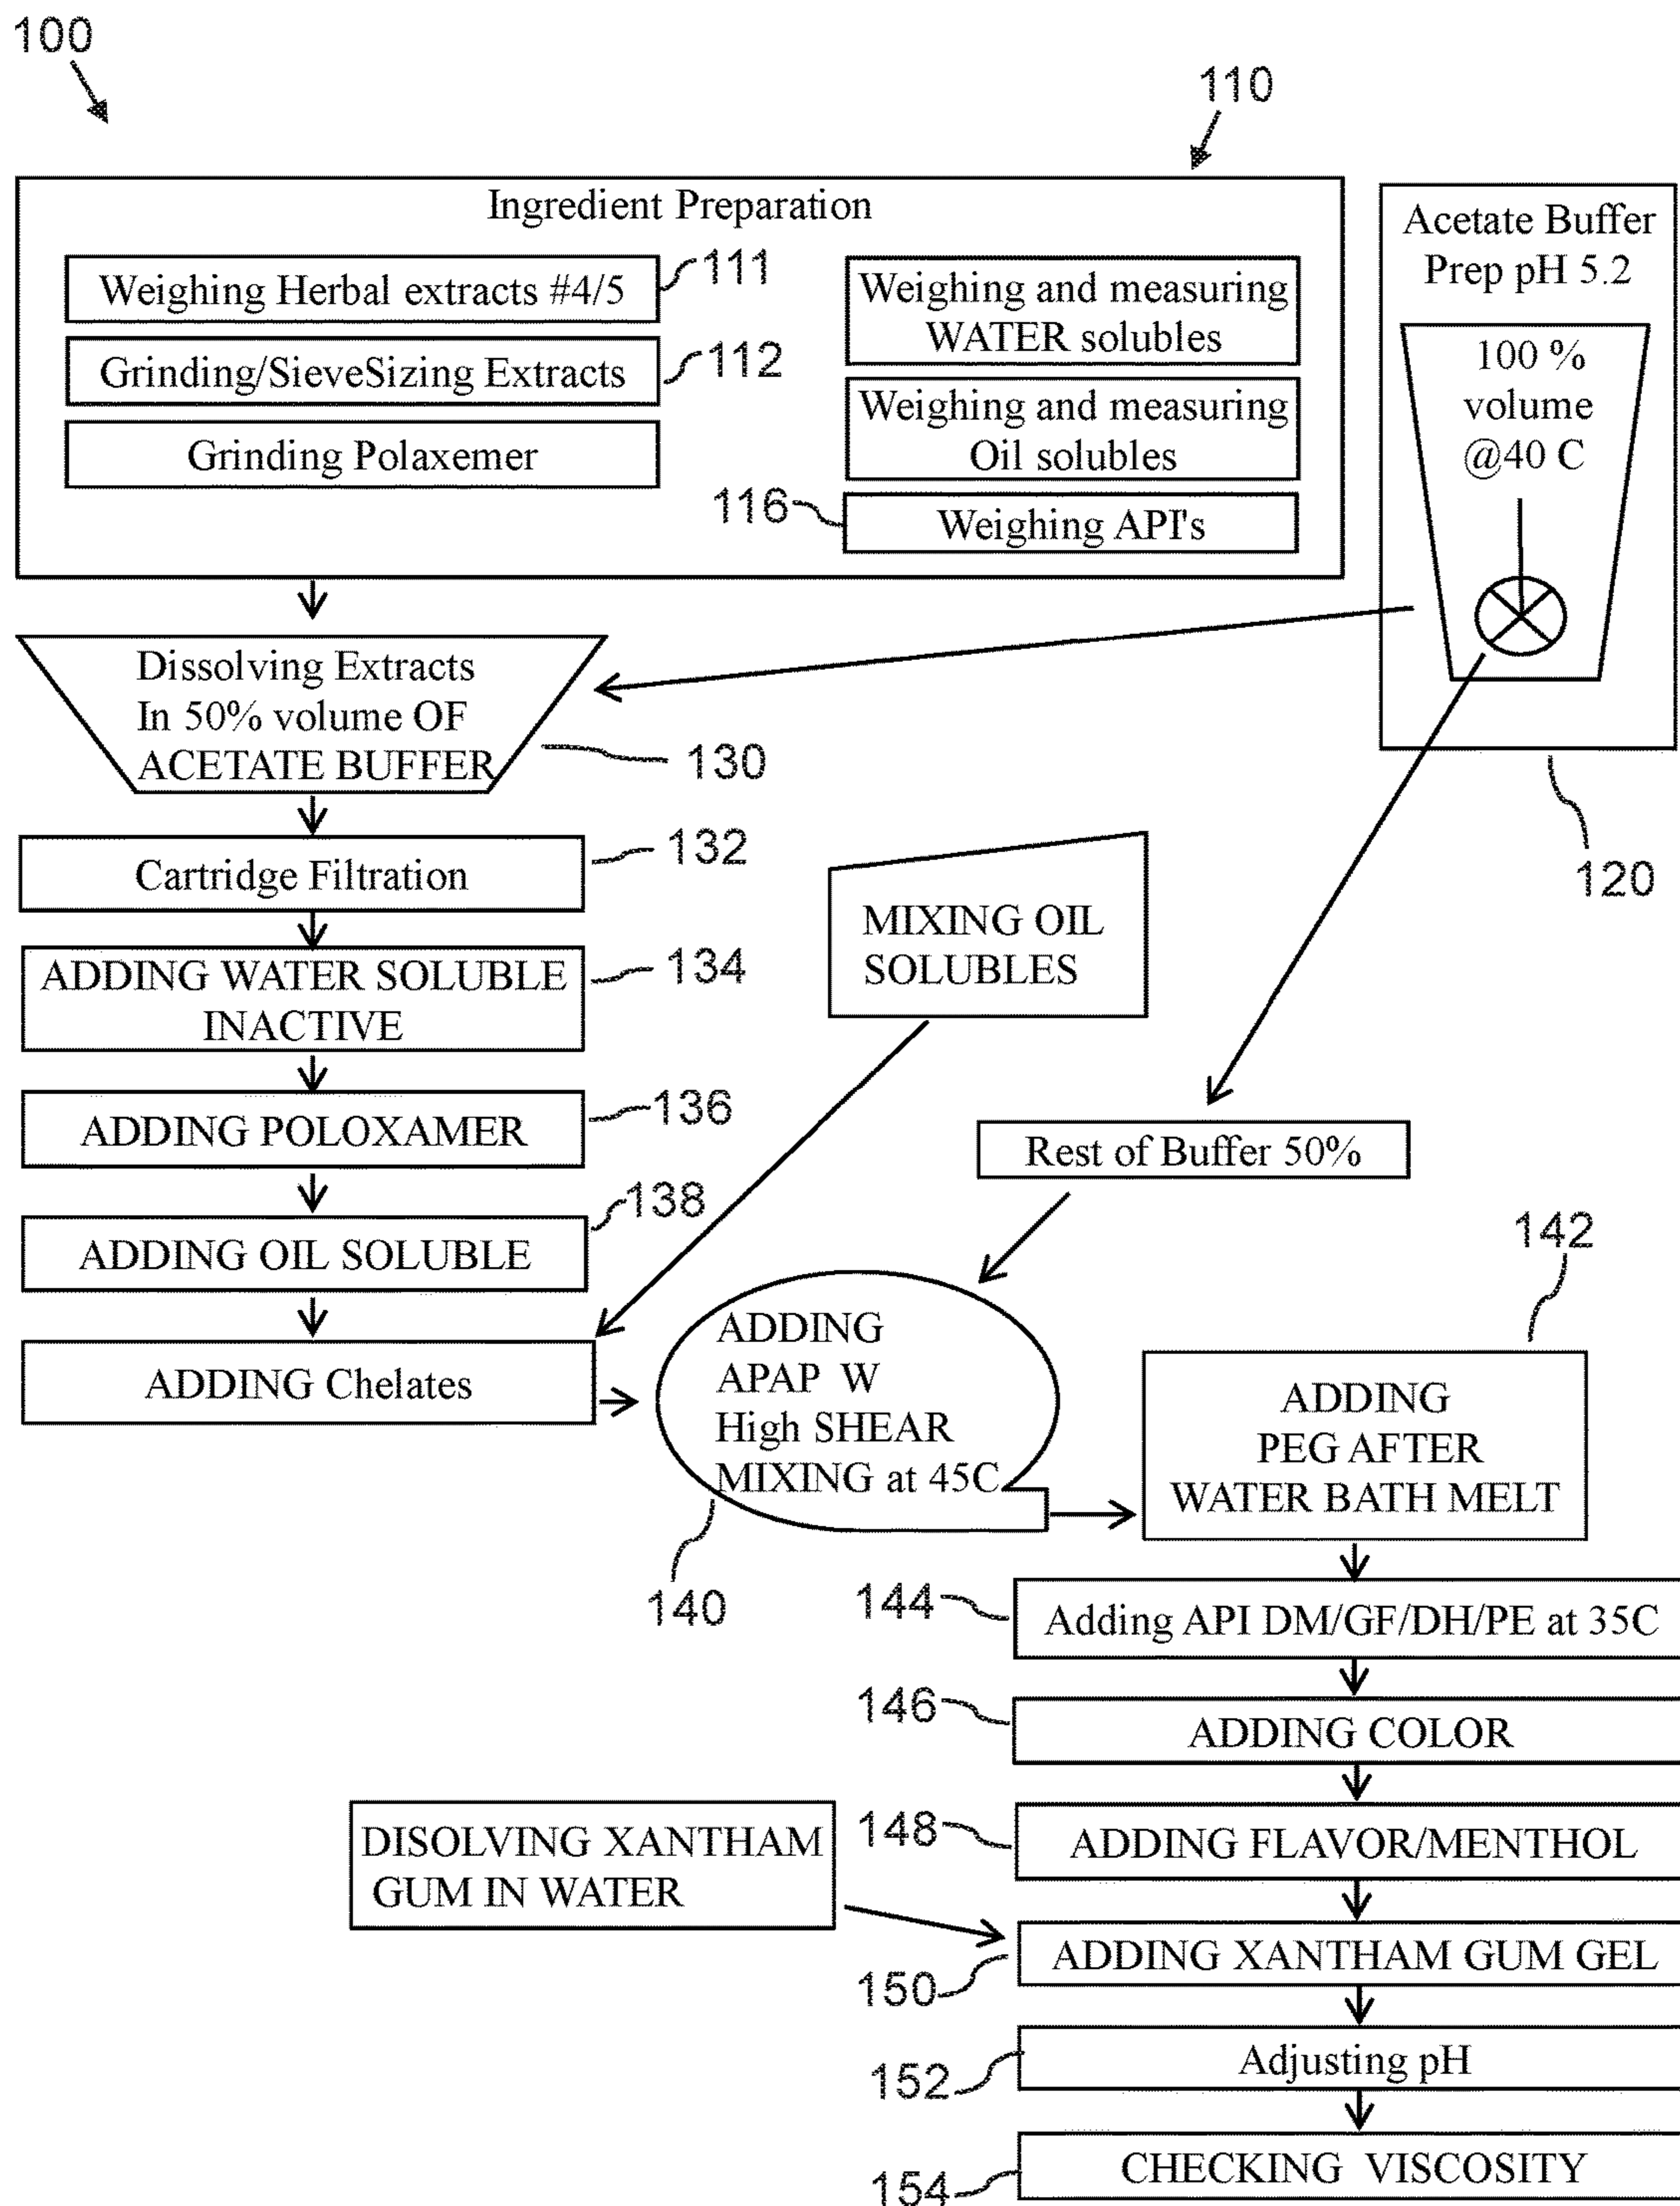 100
110
Ingredient Preparation
Weighing Herbal extracts #4/5
111
Grinding/SieveSizing Extracts
112
Grinding Polaxemer
Weighing and measuring
WATER solubles
Weighing and measuring
Oil solubles
116
Weighing API's
Acetate Buffer
Prep pH 5.2
100 %
volume
@40 C
120
Dissolving Extracts
In 50% volume OF
ACETATE BUFFER
130
Cartridge Filtration
132
ADDING WATER SOLUBLE
INACTIVE
134
ADDING POLOXAMER
136
ADDING OIL SOLUBLE
138
ADDING Chelates
MIXING OIL
SOLUBLES
Rest of Buffer 50%
ADDING
APAP W
High SHEAR
MIXING at 45C
140
142
ADDING
PEG AFTER
WATER BATH MELT
144
Adding API DM/GF/DH/PE at 35C
146
ADDING COLOR
148
ADDING FLAVOR/MENTHOL
DISOLVING XANTHAM
GUM IN WATER
150
ADDING XANTHAM GUM GEL
152
Adjusting pH
154
CHECKING VISCOSITY